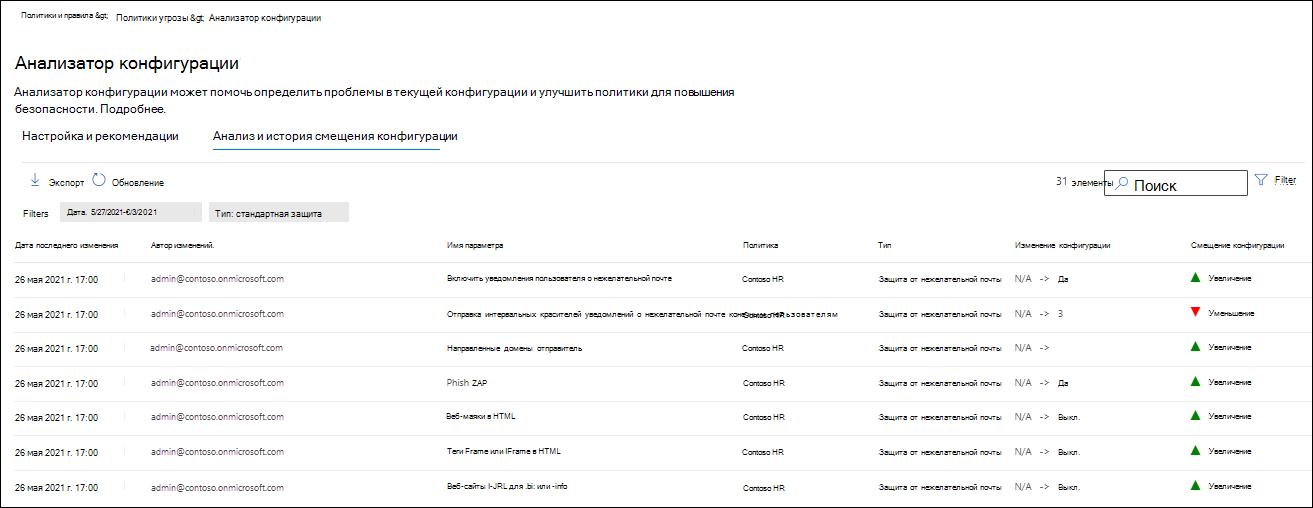 Политики и правила &gt; Политики угрозы &gt; Анализатор конфигурации
Анализатор конфигурации
Анализатор конфигурации может помочь определить проблемы в текущей конфигурации и улучшить политики для повышения
безопасности. Подробнее.
Настройка и рекомендации Анализ и история смещения конфигурации
Экспорт Обновление 31 элементы Поиск Filter
Filters Дата. 5/27/2021-6/3/2021 Тип: стандартная защита
Дата последнего изменения Автор изменений. Имя параметра Политика Тип Изменение конфигурации Смещение конфигурации
26 мая 2021 г. 17:00 admin@contoso.onmicrosoft.com Включить уведомления пользователя о нежелательной почте Contoso HR Защита от нежелательной почты N/A -> Да Увеличение
26 мая 2021 г. 17:00 admin@contoso.onmicrosoft.com Отправка интервальных красителей уведомлений о нежелательной почте пользователям Защита от нежелательной почты N/A -> 3 Уменьшение
26 мая 2021 г. 17:00 admin@contoso.onmicrosoft.com Направленные домены отправитель Contoso HR Защита от нежелательной почты N/A -> Увеличение
26 мая 2021 г. 17:00 admin@contoso.onmicrosoft.com Phish ZAP Contoso HR Защита от нежелательной почты N/A -> Да Увеличение
26 мая 2021 г. 17:00 admin@contoso.onmicrosoft.com Веб-маяки в HTML Contoso HR Защита от нежелательной почты N/A -> Выкл. Увеличение
26 мая 2021 г. 17:00 admin@contoso.onmicrosoft.com Теги Frame или IFrame в HTML Contoso HR Защита от нежелательной почты N/A -> Выкл. Увеличение
26 мая 2021 г. 17:00 admin@contoso.onmicrosoft.com Веб-сайты I-JRL для .bi: или -info Contoso HR Защита от нежелательной почты N/A -> Выкл. Увеличение